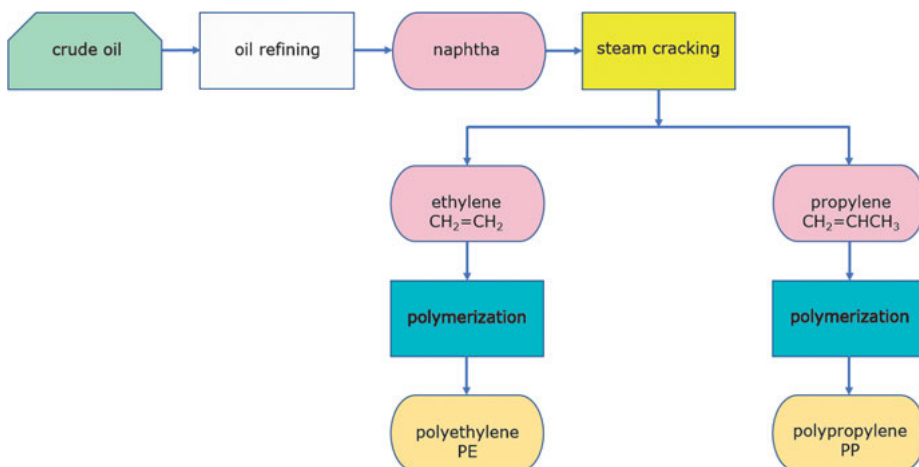 crude oil
oil refining
naphtha
steam cracking
ethylene
CH₂=CH₂
propylene
CH₂=CHCH₃
polymerization
polymerization
polyethylene
PE
polypropylene
PP